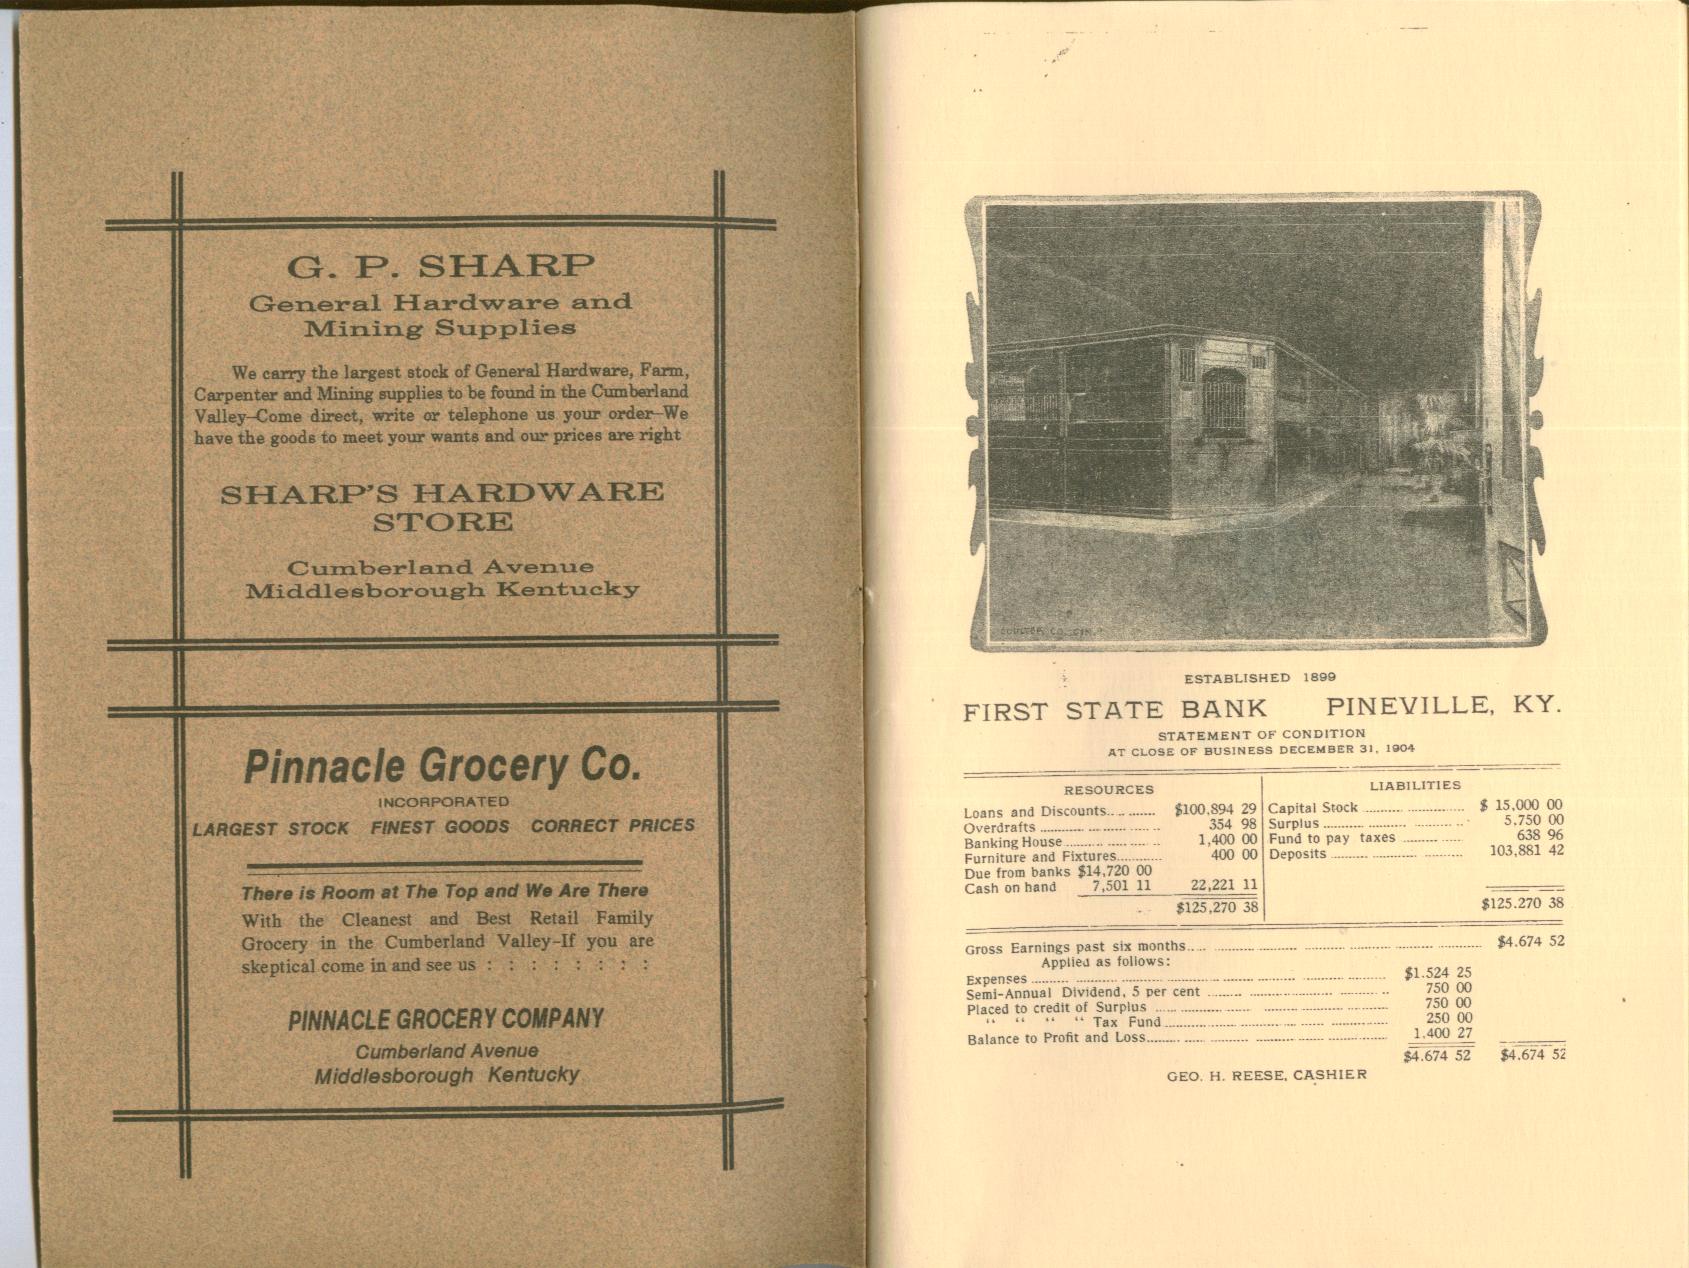 G. P. SHARP
General Hardware and
Mining Supplies
We carry the largest stock of General Hardware, Farm,
Carpenter and Mining supplies to be found in the Cumberland
Valley—Come direct, write or telephone us your order—We
have the goods to meet your wants and our prices are right
SHARP'S HARDWARE
STORE
Cumberland Avenue
Middlesborough Kentucky
Pinnacle Grocery Co.
INCORPORATED
LARGEST STOCK FINEST GOODS CORRECT PRICES
There is Room at The Top and We Are There
With the Cleanest and Best Retail Family
Grocery in the Cumberland Valley—If you are
skeptical come in and see us : : : : : : : :
PINNACLE GROCERY COMPANY
Cumberland Avenue
Middlesborough Kentucky
COULTER CO. CIN.
ESTABLISHED 1899
FIRST STATE BANK PINEVILLE, KY.
STATEMENT OF CONDITION
AT CLOSE OF BUSINESS DECEMBER 31, 1904
RESOURCES
Loans and Discounts........... $100,894 29
Overdrafts ........................ 354 98
Banking House................... 1,400 00
Furniture and Fixtures........... 400 00
Due from banks $14,720 00
Cash on hand 7,501 11 22,221 11
$125,270 38
LIABILITIES
Capital Stock ........................ $ 15,000 00
Surplus ................................ 5,750 00
Fund to pay taxes ................ 638 96
Deposits ............................ 103,881 42
$125.270 38
Gross Earnings past six months............ $4.674 52
Applied as follows:
Expenses ............ $1.524 25
Semi-Annual Dividend, 5 per cent ............ 750 00
Placed to credit of Surplus ............ 750 00
“ “ “ “ Tax Fund............ 250 00
Balance to Profit and Loss............ 1.400 27
$4.674 52 $4.674 52
GEO. H. REESE, CASHIER